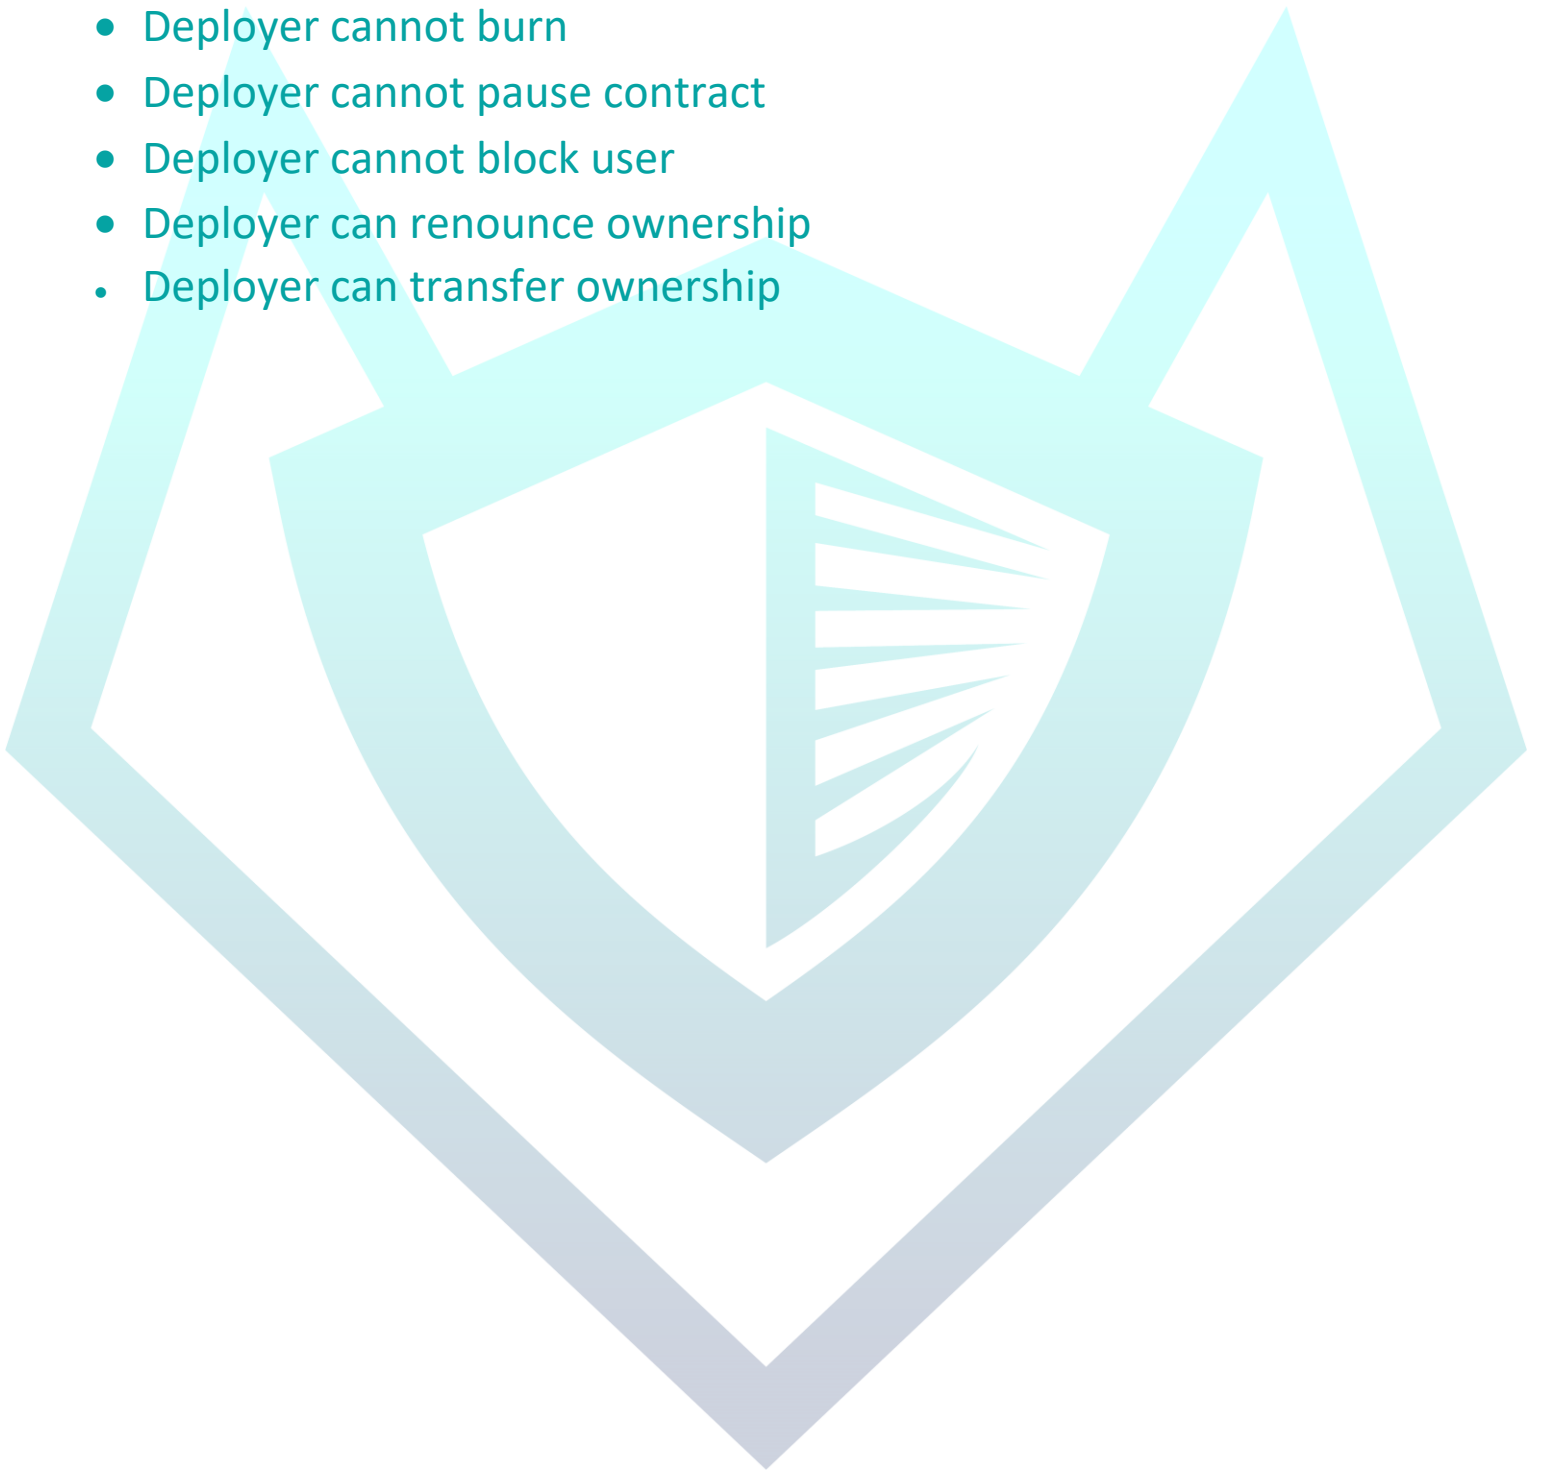 • Deployer cannot burn
• Deployer cannot pause contract
• Deployer cannot block user
• Deployer can renounce ownership
• Deployer can transfer ownership